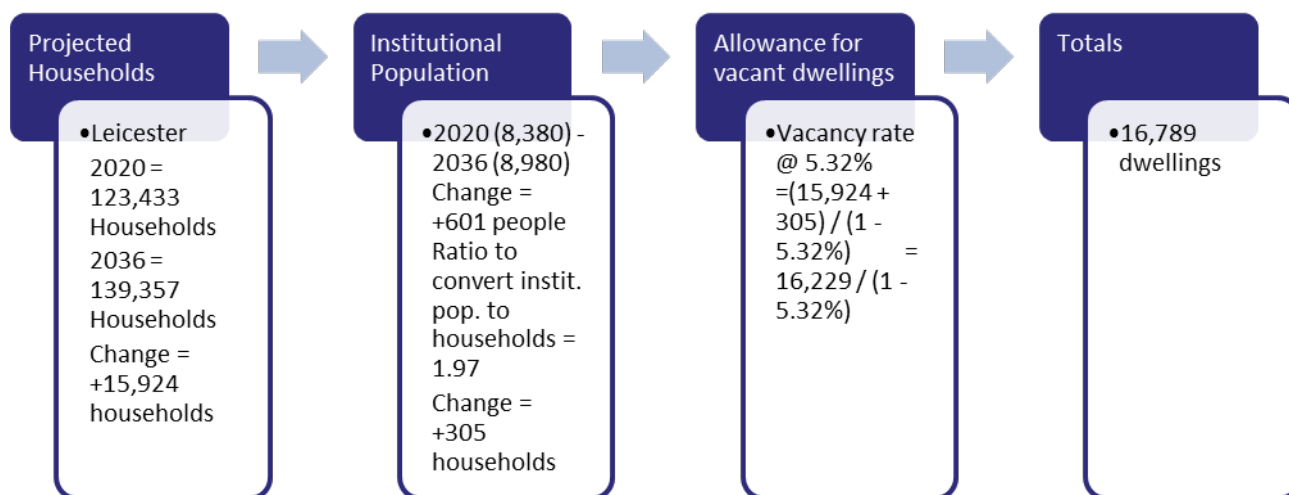 Projected
Households
•Leicester
2020 =
123,433
Households
2036 =
139,357
Households
Change =
+15,924
households
Institutional
Population
•2020 (8,380) -
2036 (8,980)
Change =
+601 people
Ratio to
convert instit.
pop. to
households =
1.97
Change =
+305
households
Allowance for
vacant dwellings
•Vacancy rate
@ 5.32%
=(15,924 +
305) / (1 -
5.32%) =
16,229 / (1 -
5.32%)
Totals
•16,789
dwellings